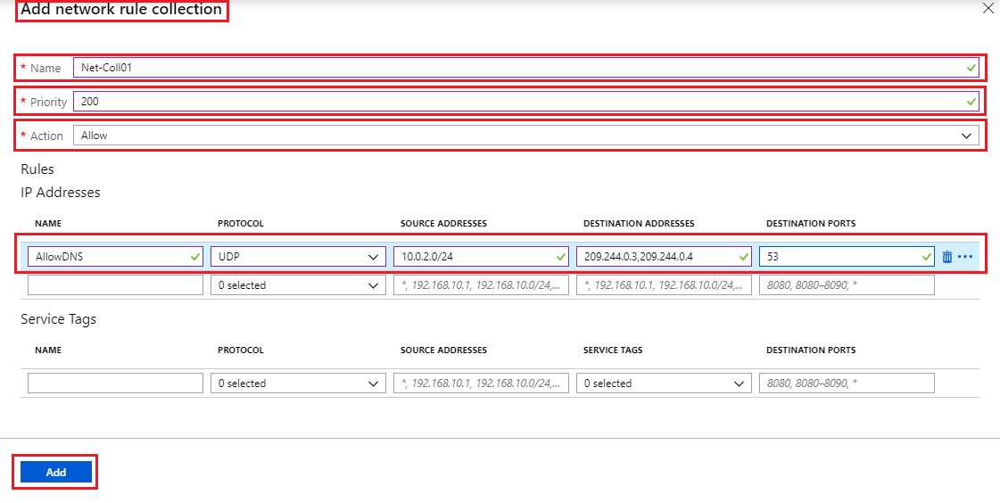 Add network rule collection
* Name Net-Coll01
* Priority 200
* Action Allow
Rules
IP Addresses
NAME PROTOCOL SOURCE ADDRESSES DESTINATION ADDRESSES DESTINATION PORTS
AllowDNS UDP 10.0.2.0/24 209.244.0.3,209.244.0.4 53
0 selected *, 192.168.10.1, 192.168.10.0/24,... *, 192.168.10.1, 192.168.10.0/24,... 8080, 8080–8090, *
Service Tags
NAME PROTOCOL SOURCE ADDRESSES SERVICE TAGS DESTINATION PORTS
0 selected *, 192.168.10.1, 192.168.10.0/24,... 0 selected 8080, 8080–8090, *
Add